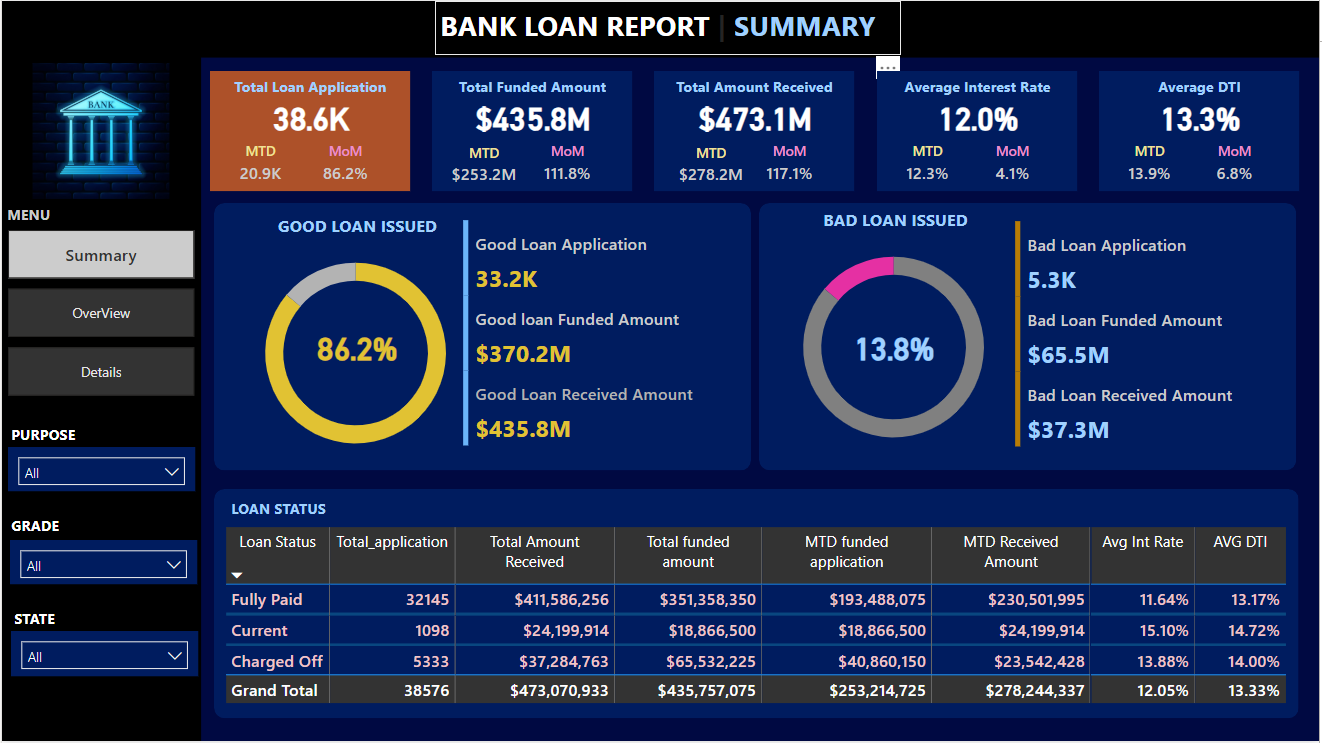 BANK LOAN REPORT | SUMMARY
...
BANK
MENU
Summary
OverView
Details
PURPOSE
All
GRADE
All
STATE
All
Total Loan Application
38.6K
MTD MoM
20.9K 86.2%
Total Funded Amount
$435.8M
MTD MoM
$253.2M 111.8%
Total Amount Received
$473.1M
MTD MoM
$278.2M 117.1%
Average Interest Rate
12.0%
MTD MoM
12.3% 4.1%
Average DTI
13.3%
MTD MoM
13.9% 6.8%
GOOD LOAN ISSUED
86.2%
Good Loan Application
33.2K
Good loan Funded Amount
$370.2M
Good Loan Received Amount
$435.8M
BAD LOAN ISSUED
13.8%
Bad Loan Application
5.3K
Bad Loan Funded Amount
$65.5M
Bad Loan Received Amount
$37.3M
LOAN STATUS
Loan Status Total_application Total Amount Total funded MTD funded MTD Received Avg Int Rate AVG DTI
Received amount application Amount
Fully Paid 32145 $411,586,256 $351,358,350 $193,488,075 $230,501,995 11.64% 13.17%
Current 1098 $24,199,914 $18,866,500 $18,866,500 $24,199,914 15.10% 14.72%
Charged Off 5333 $37,284,763 $65,532,225 $40,860,150 $23,542,428 13.88% 14.00%
Grand Total 38576 $473,070,933 $435,757,075 $253,214,725 $278,244,337 12.05% 13.33%